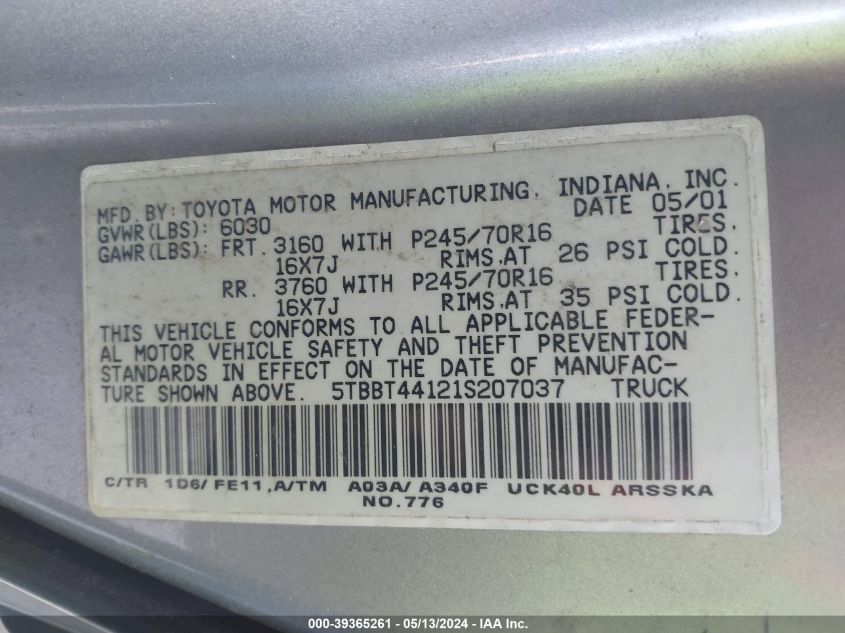 MFD. BY: TOYOTA MOTOR MANUFACTURING, INDIANA, INC.
GVWR(LBS): 6030 DATE 05/01
GAWR(LBS): FRT. 3160 WITH P245/70R16 TIRES,
16X7J RIMS,AT 26 PSI COLD.
RR. 3760 WITH P245/70R16 TIRES,
16X7J RIMS,AT 35 PSI COLD.
THIS VEHICLE CONFORMS TO ALL APPLICABLE FEDER-
AL MOTOR VEHICLE SAFETY AND THEFT PREVENTION
STANDARDS IN EFFECT ON THE DATE OF MANUFAC-
TURE SHOWN ABOVE. 5TBBT44121S207037 TRUCK
C/TR 1D6/ FE11 ,A/TM A03A/ A340F UCK40L ARSSKA
NO.776
000-39365261 - 05/13/2024 - IAA Inc.